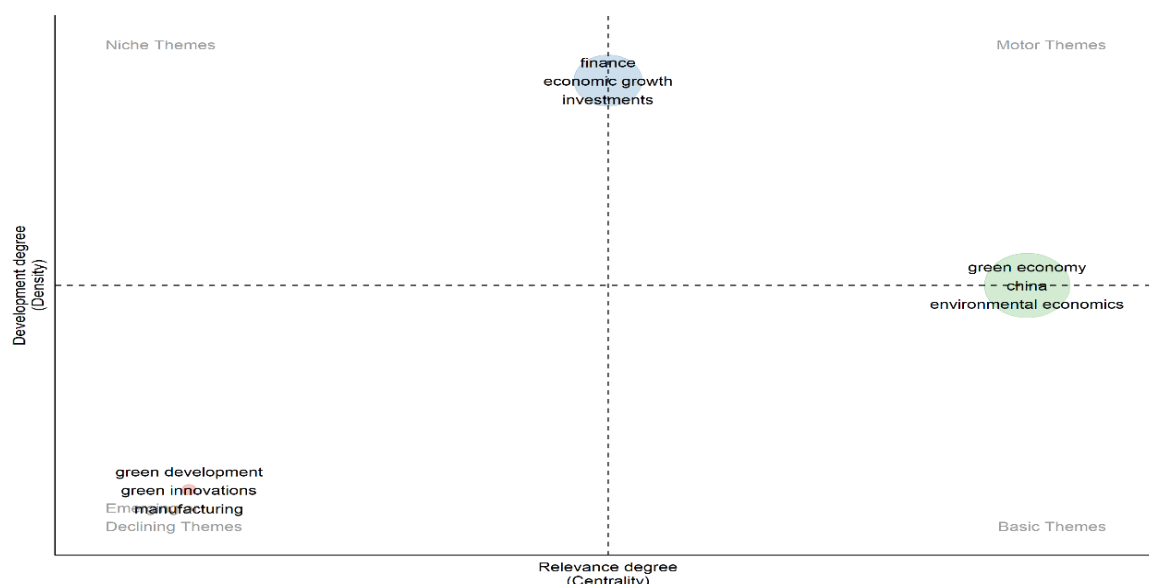 Niche Themes
Motor Themes
finance
economic growth
investments
Development degree
(Density)
green economy
china
environmental economics
green development
green innovations
manufacturing
Emerging
Declining Themes
Basic Themes
Relevance degree
(Centrality)